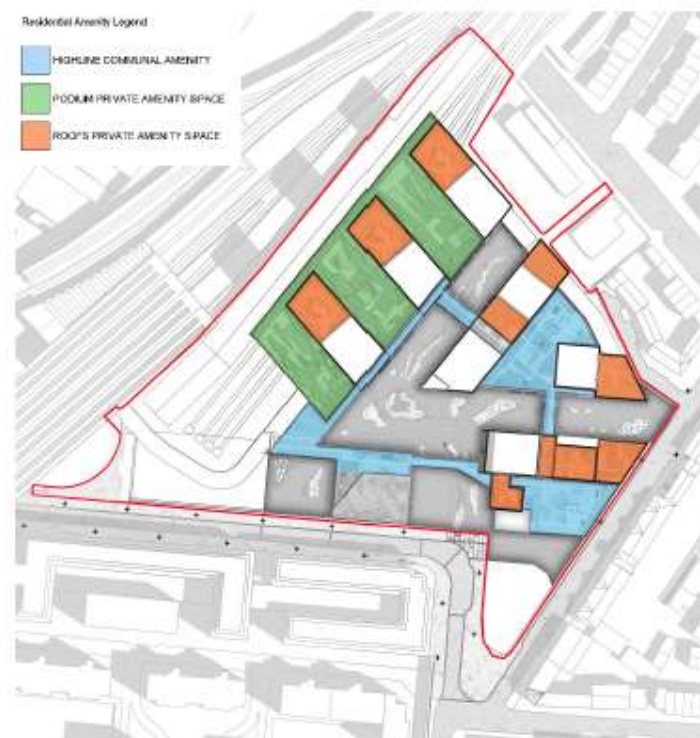 Residential Amenity Legend
HIGHLINE COMMUNAL AMENITY
PODIUM PRIVATE AMENITY SPACE
ROOFS PRIVATE AMENITY SPACE